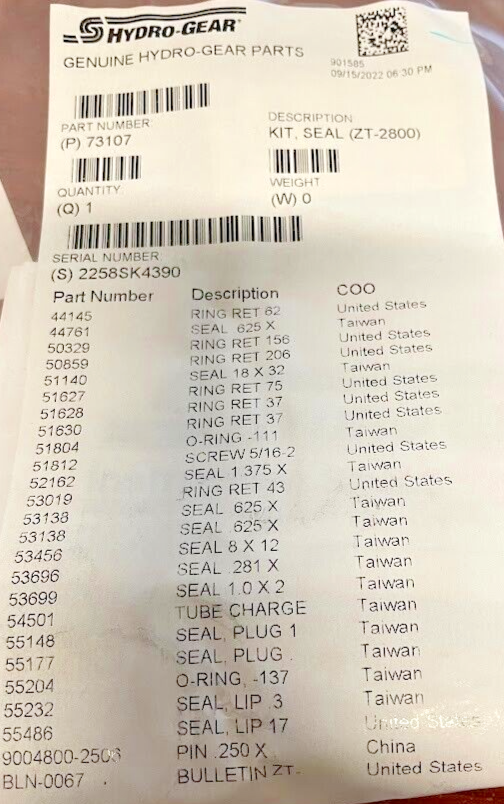 HYDRO-GEAR®
GENUINE HYDRO-GEAR PARTS
901585
09/15/2022 06:30 PM
PART NUMBER
(P) 73107
DESCRIPTION
KIT, SEAL (ZT-2800)
QUANTITY
(Q) 1
WEIGHT
(W) 0
SERIAL NUMBER
(S) 2258SK4390
Part Number Description COO
44145 RING RET 62 United States
44761 SEAL .625 X Taiwan
50329 RING RET 156 United States
50859 RING RET 206 United States
51140 SEAL 18 X 32 Taiwan
51627 RING RET 75 United States
51628 RING RET 37 United States
51630 RING RET 37 United States
51804 O-RING -111 Taiwan
51812 SCREW 5/16-2 United States
52162 SEAL 1.375 X Taiwan
53019 RING RET 43 United States
53138 SEAL .625 X Taiwan
53138 SEAL .625 X Taiwan
53456 SEAL 8 X 12 Taiwan
53696 SEAL .281 X Taiwan
53699 SEAL 1.0 X 2 Taiwan
54501 TUBE CHARGE Taiwan
55148 SEAL, PLUG 1 Taiwan
55177 SEAL, PLUG . Taiwan
55204 O-RING, -137 Taiwan
55232 SEAL, LIP .3 Taiwan
55486 SEAL, LIP 17 United States
9004800-2506 PIN .250 X China
BLN-0067 BULLETIN ZT- United States